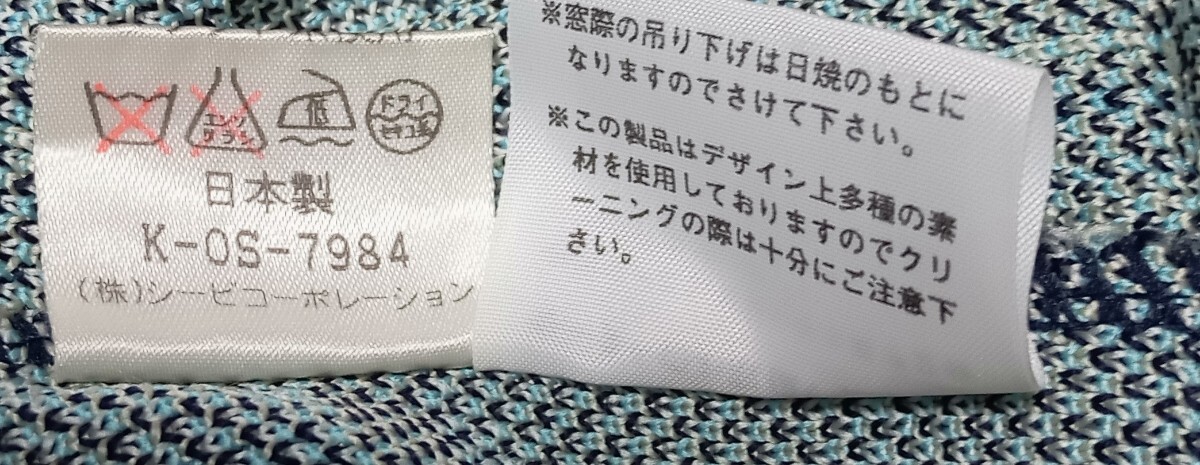 エンソ
サラシ
低
ドライ
セキユ系
日本製
K-OS-7984
(株)シービコーポレーション
※窓際の吊り下げは日焼のもとに
なりますのでさけて下さい。
※この製品はデザイン上多種の素
材を使用しておりますのでクリ
ーニングの際は十分にご注意下
さい。